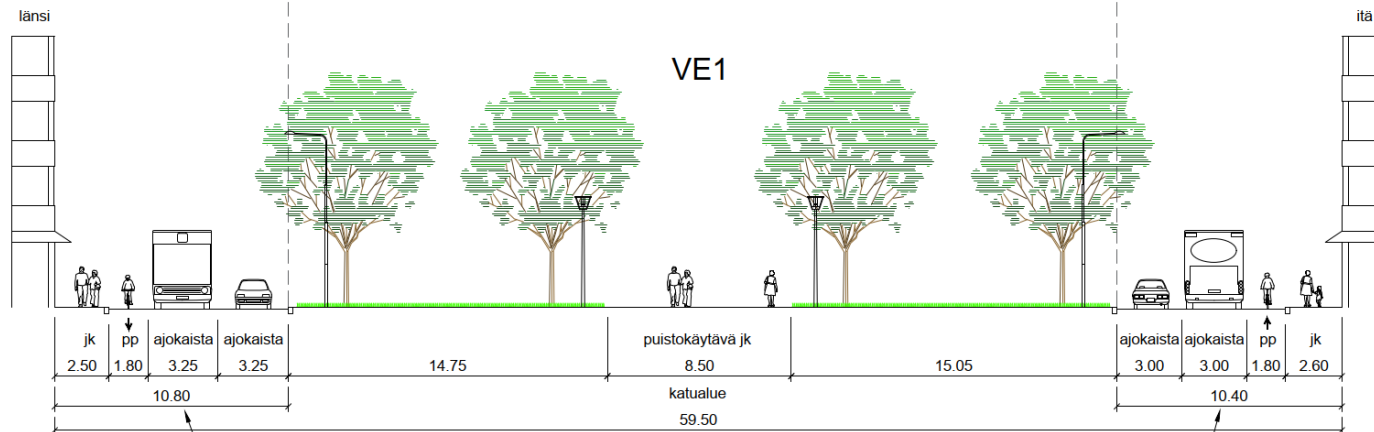 länsi
itä
VE1
jk pp ajokaista ajokaista puistokäytävä jk ajokaista ajokaista pp jk
2.50 1.80 3.25 3.25 14.75 8.50 15.05 3.00 3.00 1.80 2.60
10.80 katualue 10.40
59.50